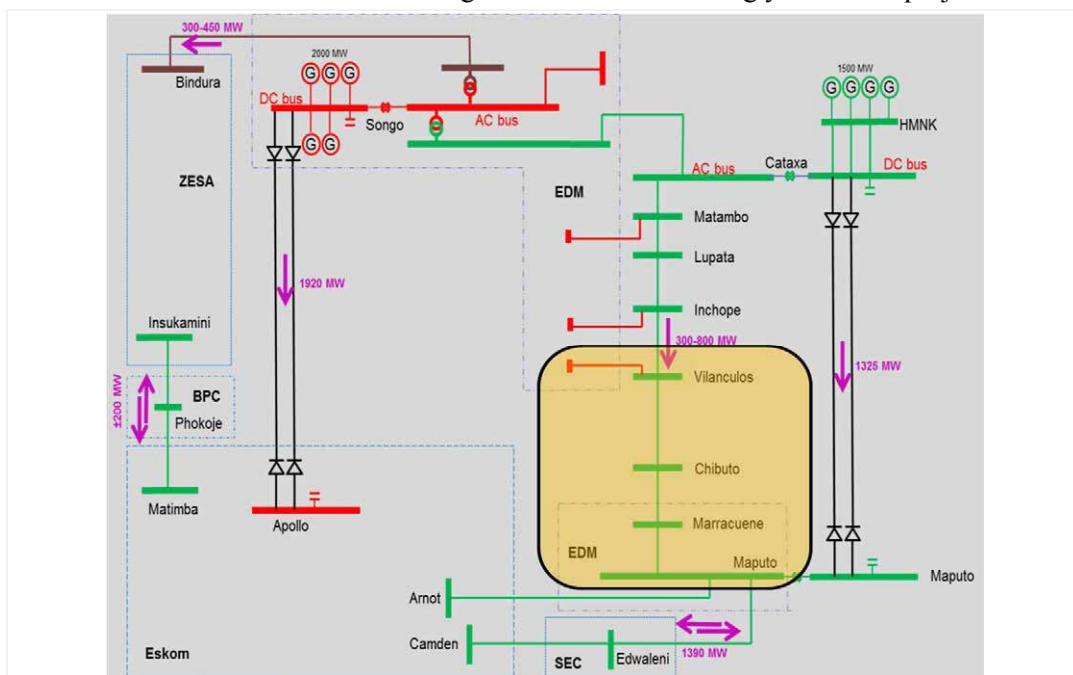 300-450 MW
2000 MW
G G G
1500 MW
Bindura
DC bus
G G G G
Songo
AC bus
HMNK
G G
Cataxa
AC bus
DC bus
ZESA
EDM
Matambo
Lupata
1920 MW
Inchope
Insukamini
300-800 MW
1325 MW
Vilanculos
±200 MW
BPC
Phokoje
Chibuto
Matimba
Apollo
Marracuene
EDM
Maputo
Maputo
Arnot
Camden
Eskom
SEC
Edwaleni
1390 MW